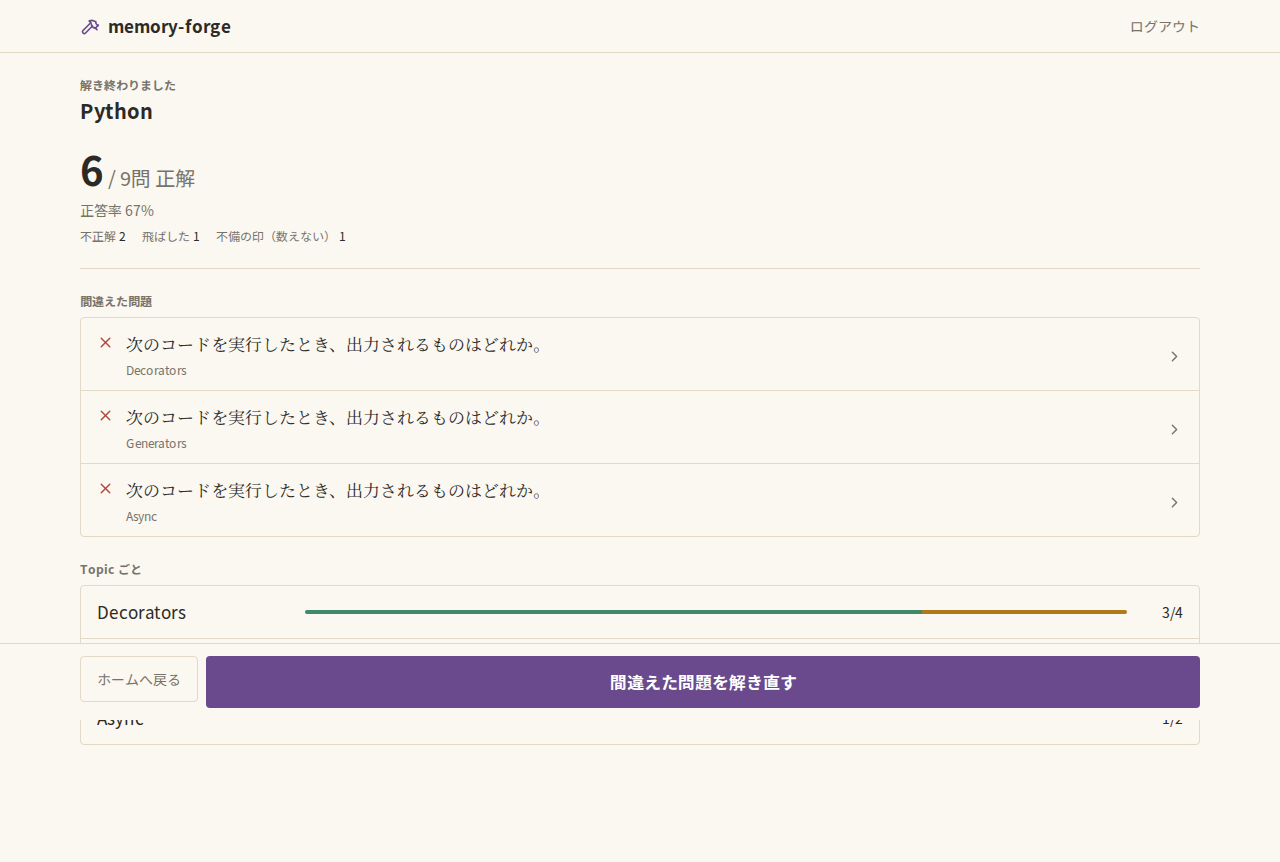 memory-forge
ログアウト
解き終わりました
Python
6 / 9問 正解
正答率 67%
不正解 2 飛ばした 1 不備の印（数えない） 1
間違えた問題
次のコードを実行したとき、出力されるものはどれか。
Decorators
次のコードを実行したとき、出力されるものはどれか。
Generators
次のコードを実行したとき、出力されるものはどれか。
Async
Topic ごと
Decorators 3/4
ホームへ戻る 間違えた問題を解き直す
Async 1/2